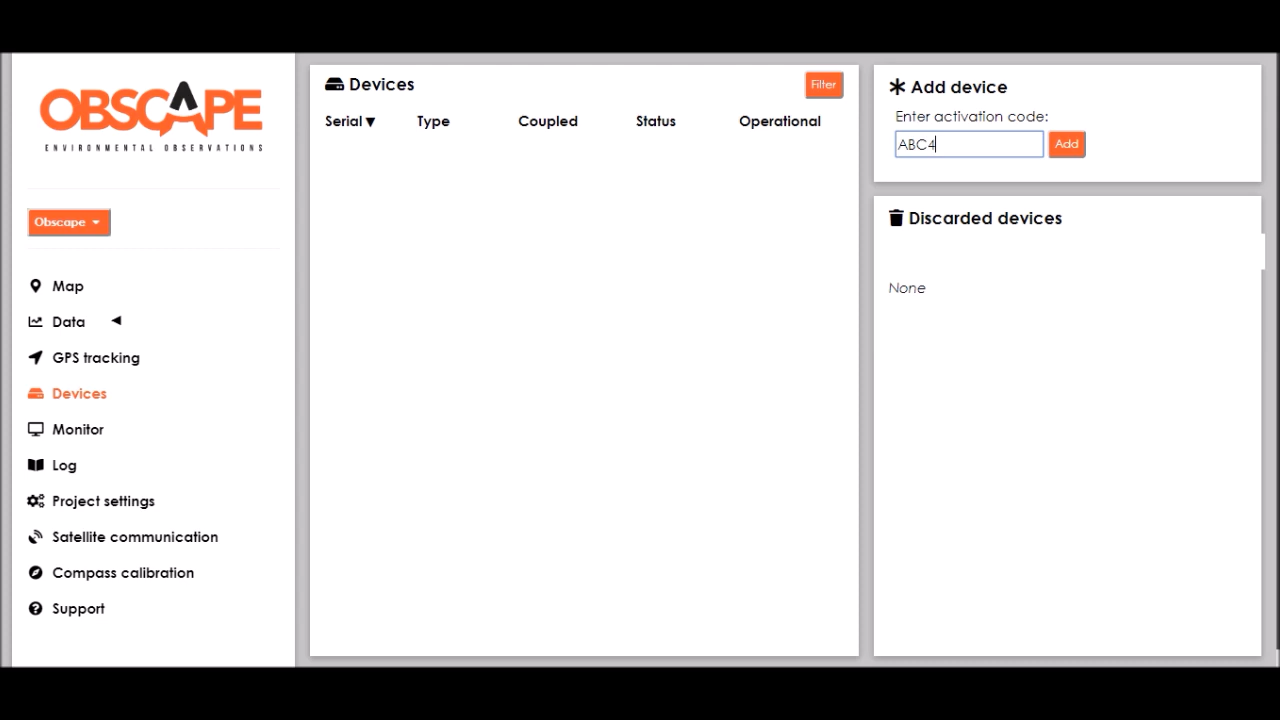 OBSCAPE
ENVIRONMENTAL OBSERVATIONS
Obscape
Map
Data
GPS tracking
Devices
Monitor
Log
Project settings
Satellite communication
Compass calibration
Support
Devices
Filter
Serial▼ Type Coupled Status Operational
Add device
Enter activation code:
ABC4
Add
Discarded devices
None